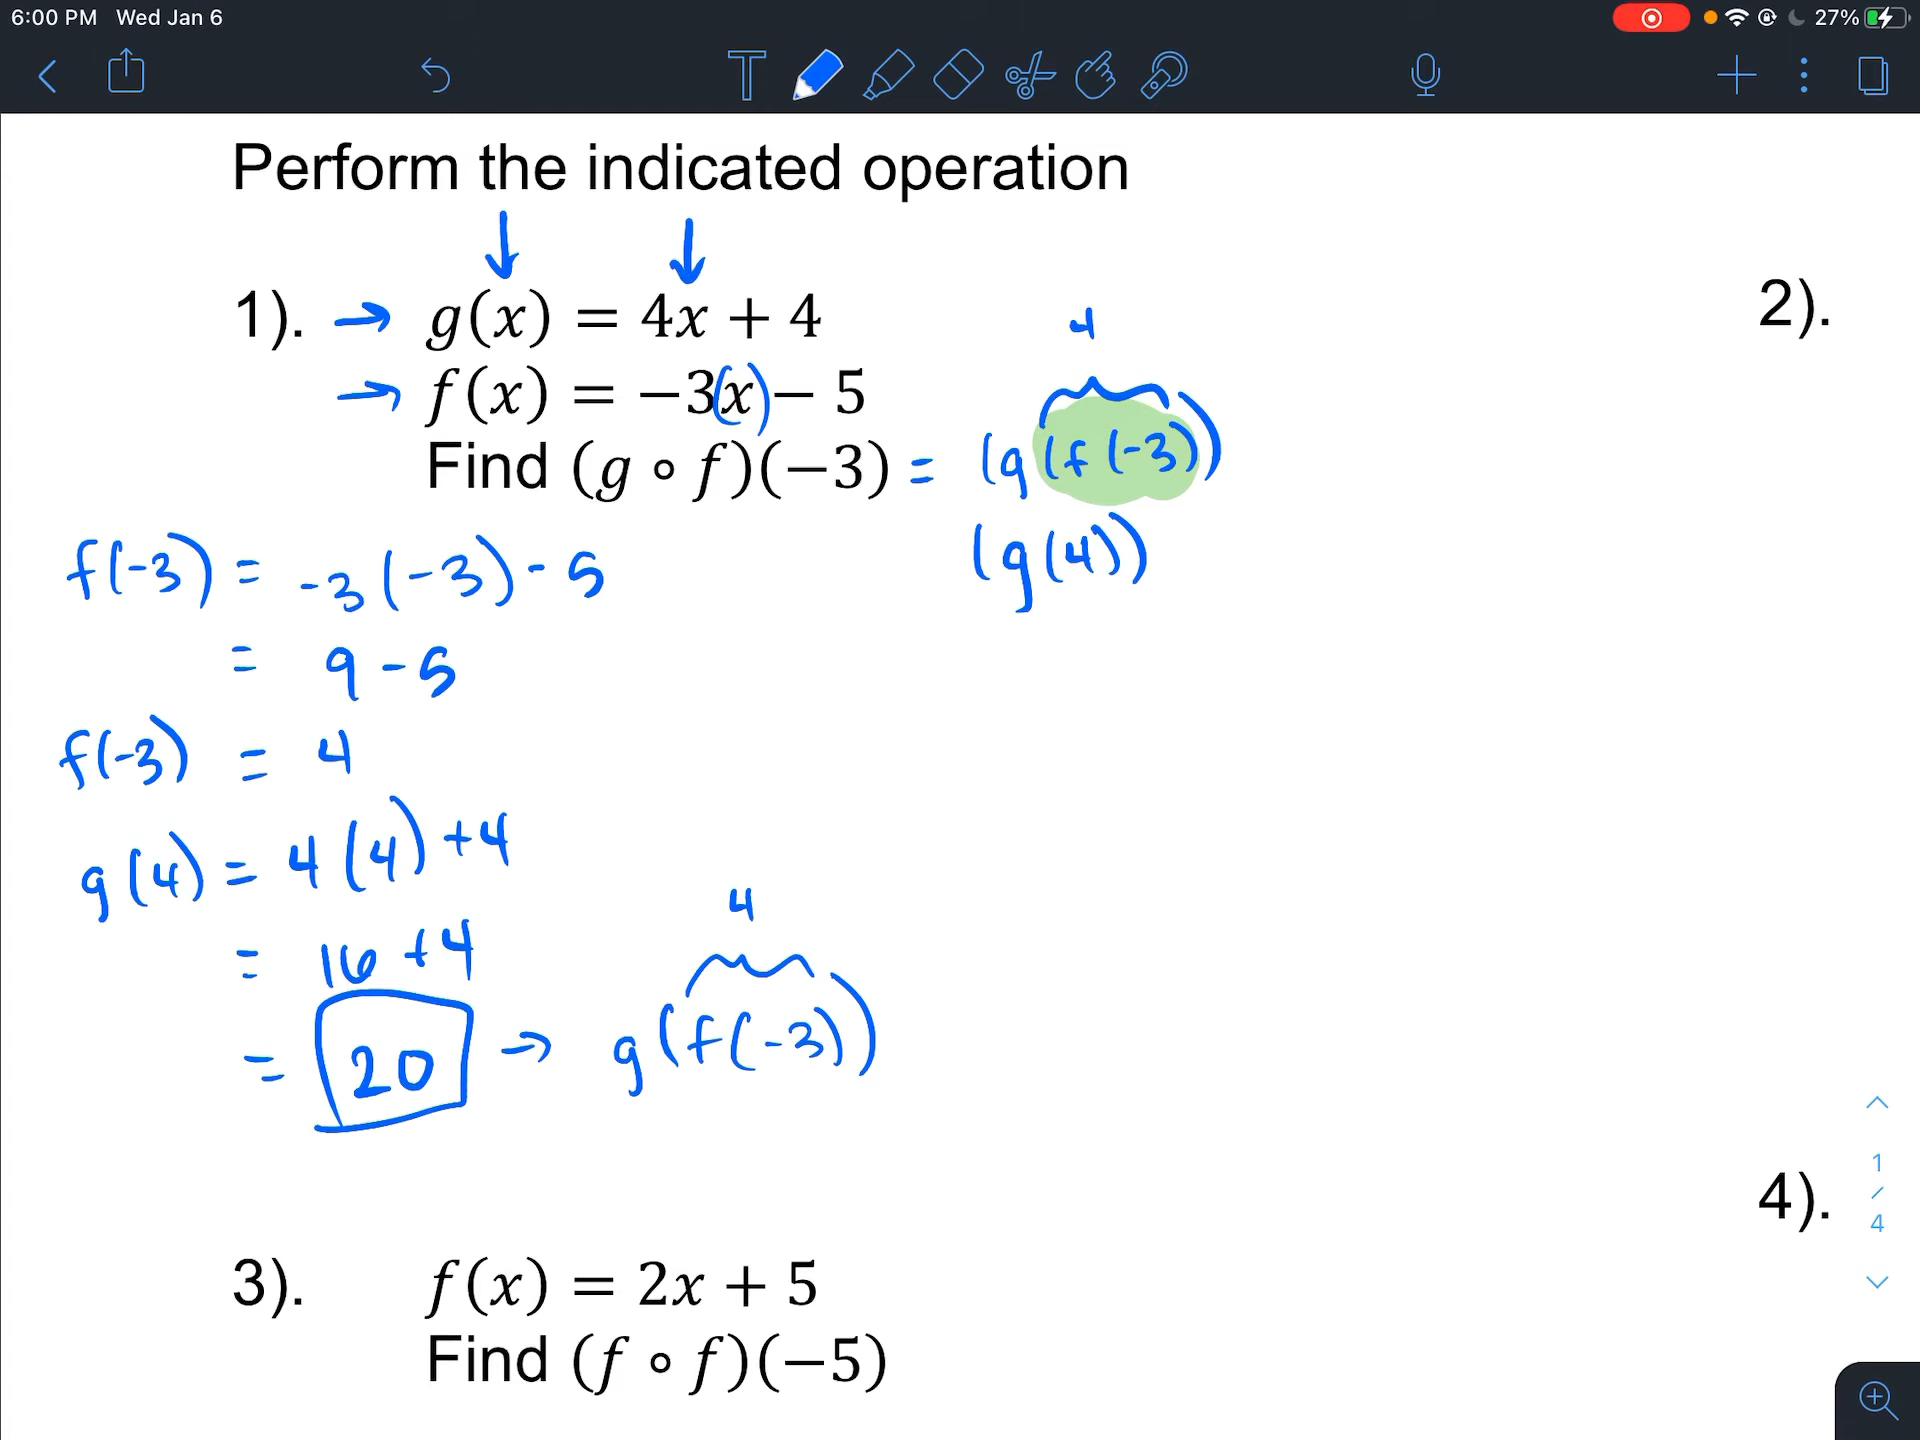 6:00 PM Wed Jan 6
27%
T
Perform the indicated operation
1). → g(x) = 4x + 4
2).
→ f(x) = −3(x) − 5
4
Find (g ∘ f)(−3) = (g(f(-3))
(g(4))
f(-3) = -3(-3) - 5
= 9 - 5
f(-3) = 4
g(4) = 4(4) + 4
= 16 + 4
4
= 20 → g(f(-3))
1
/
4
4).
3). f(x) = 2x + 5
Find (f ∘ f)(−5)